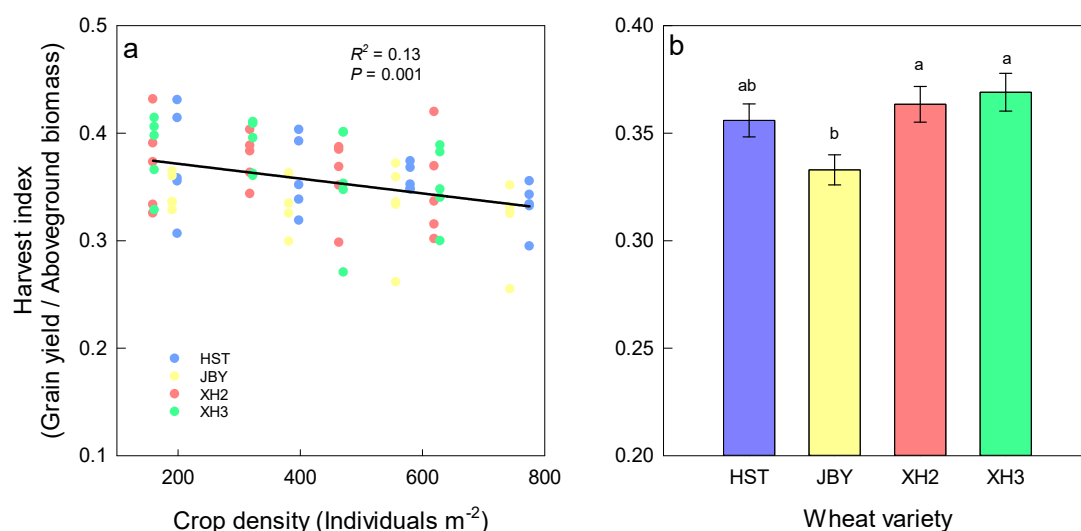 a
R² = 0.13
P = 0.001
Harvest index
(Grain yield / Aboveground biomass)
0.5
0.4
0.3
0.2
0.1
HST
JBY
XH2
XH3
200
400
600
800
Crop density (Individuals m⁻²)
b
0.40
0.35
0.30
0.25
0.20
ab
b
a
a
HST
JBY
XH2
XH3
Wheat variety